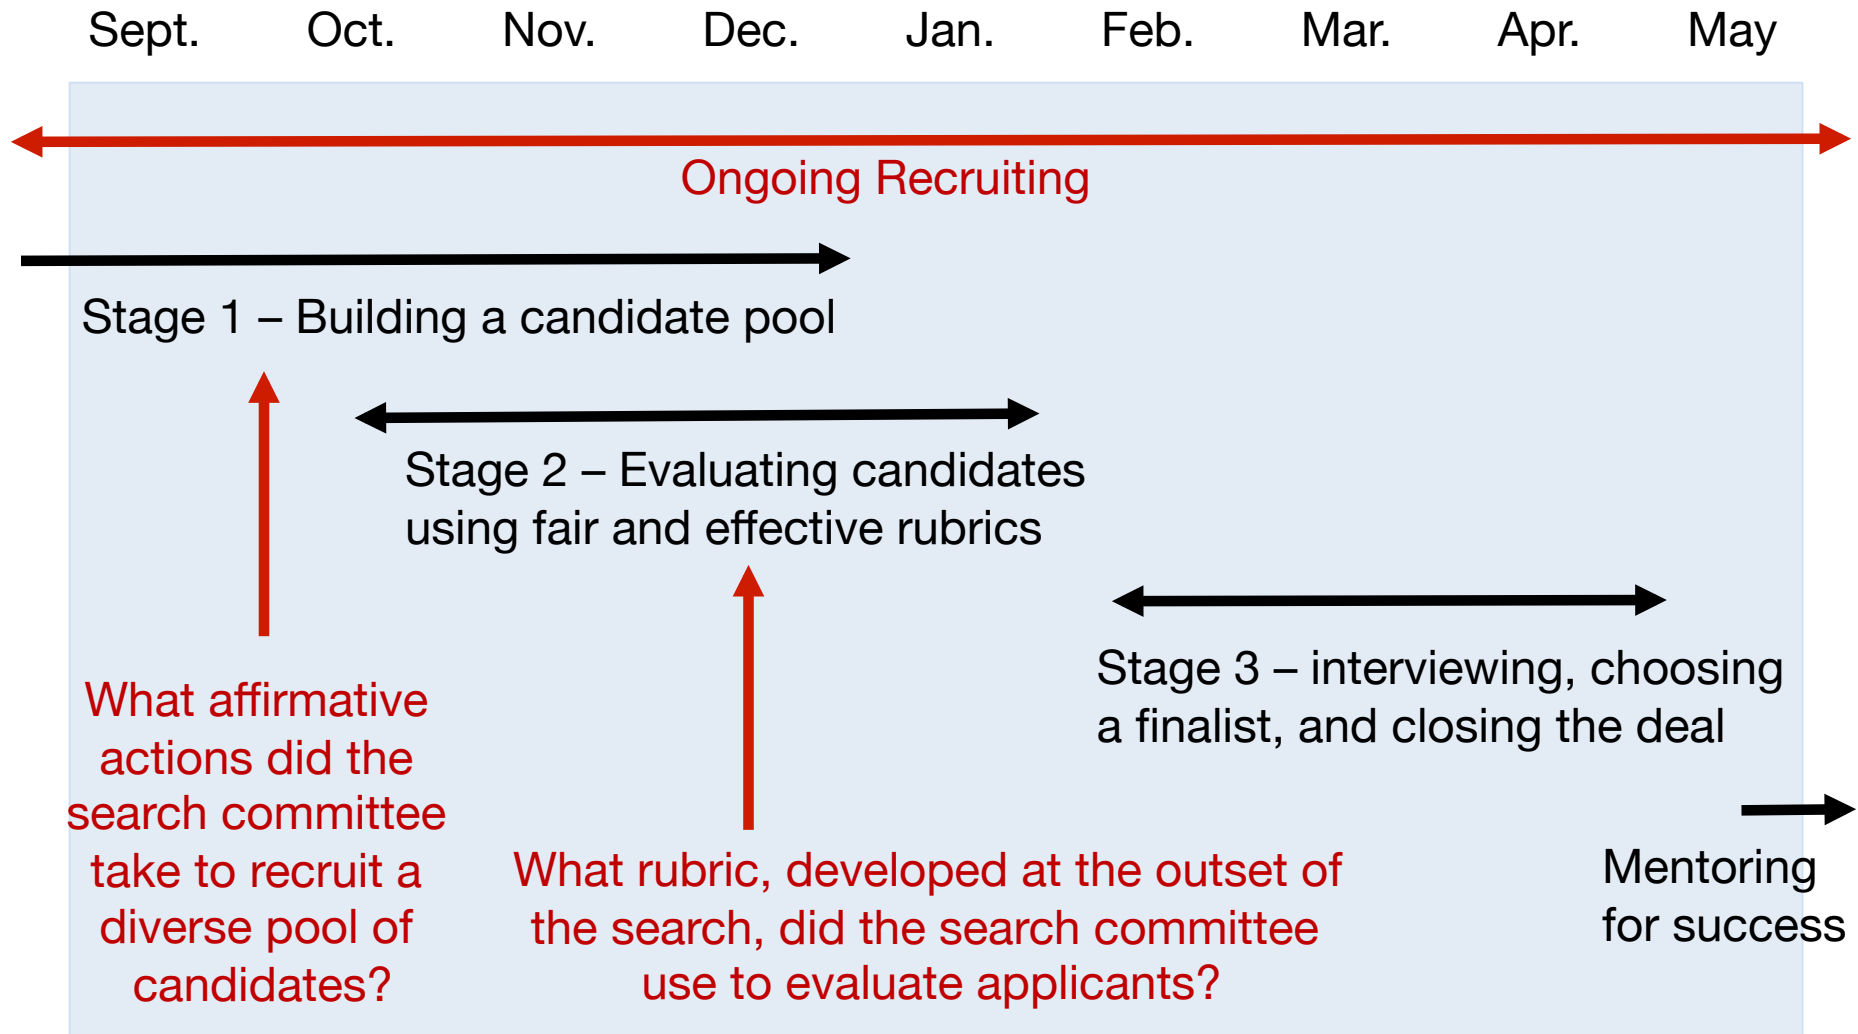 Sept. Oct. Nov. Dec. Jan. Feb. Mar. Apr. May
Ongoing Recruiting
Stage 1 – Building a candidate pool
Stage 2 – Evaluating candidates
using fair and effective rubrics
Stage 3 – interviewing, choosing
a finalist, and closing the deal
What affirmative
actions did the
search committee
take to recruit a
diverse pool of
candidates?
What rubric, developed at the outset of
the search, did the search committee
use to evaluate applicants?
Mentoring
for success